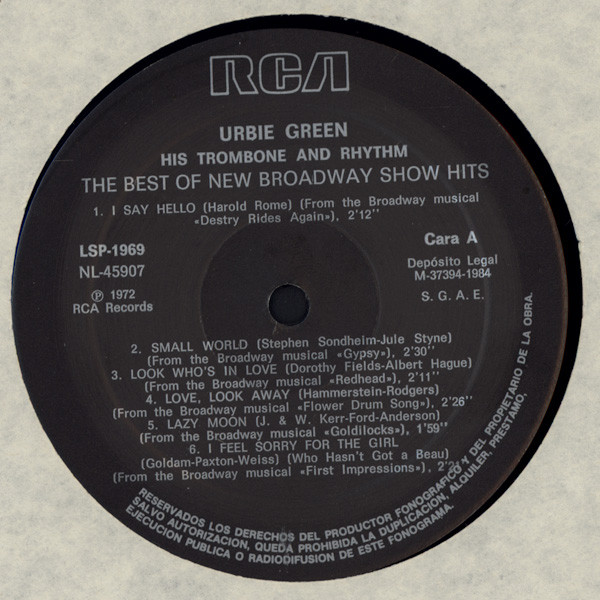 RCA
URBIE GREEN
HIS TROMBONE AND RHYTHM
THE BEST OF NEW BROADWAY SHOW HITS
1. I SAY HELLO (Harold Rome) (From the Broadway musical
«Destry Rides Again»), 2'12''
LSP-1969
NL-45907
℗ 1972
RCA Records
Cara A
Depósito Legal
M-37394-1984
S. G. A. E.
2. SMALL WORLD (Stephen Sondheim-Jule Styne)
(From the Broadway musical «Gypsy»), 2'30''
3. LOOK WHO'S IN LOVE (Dorothy Fields-Albert Hague)
(From the Broadway musical «Redhead»), 2'11''
4. LOVE, LOOK AWAY (Hammerstein-Rodgers)
(From the Broadway musical «Flower Drum Song»), 2'26''
5. LAZY MOON (J. & W. Kerr-Ford-Anderson)
(From the Broadway musical «Goldilocks»), 1'59''
6. I FEEL SORRY FOR THE GIRL
(Goldam-Paxton-Weiss) (Who Hasn't Got a Beau)
(From the Broadway musical «First Impressions»),
RESERVADOS LOS DERECHOS DEL PRODUCTOR FONOGRAFICO Y DEL PROPIETARIO DE LA OBRA.
SALVO AUTORIZACION, QUEDA PROHIBIDA LA DUPLICACION, ALQUILER, PRESTAMO,
EJECUCION PUBLICA O RADIODIFUSION DE ESTE FONOGRAMA.